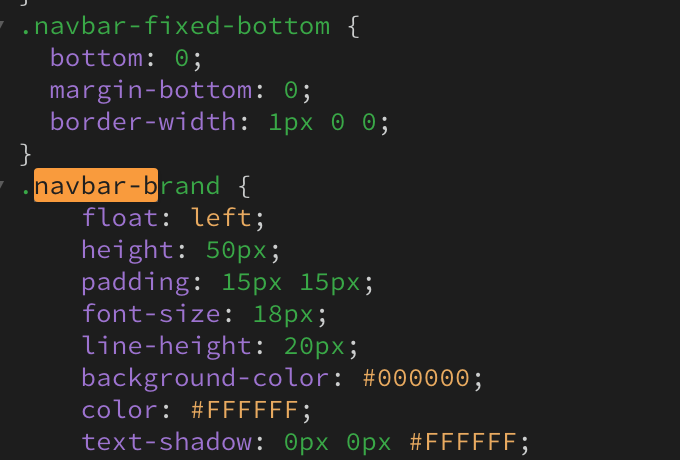 }
.navbar-fixed-bottom {
bottom: 0;
margin-bottom: 0;
border-width: 1px 0 0;
}
.navbar-brand {
float: left;
height: 50px;
padding: 15px 15px;
font-size: 18px;
line-height: 20px;
background-color: #000000;
color: #FFFFFF;
text-shadow: 0px 0px #FFFFFF;